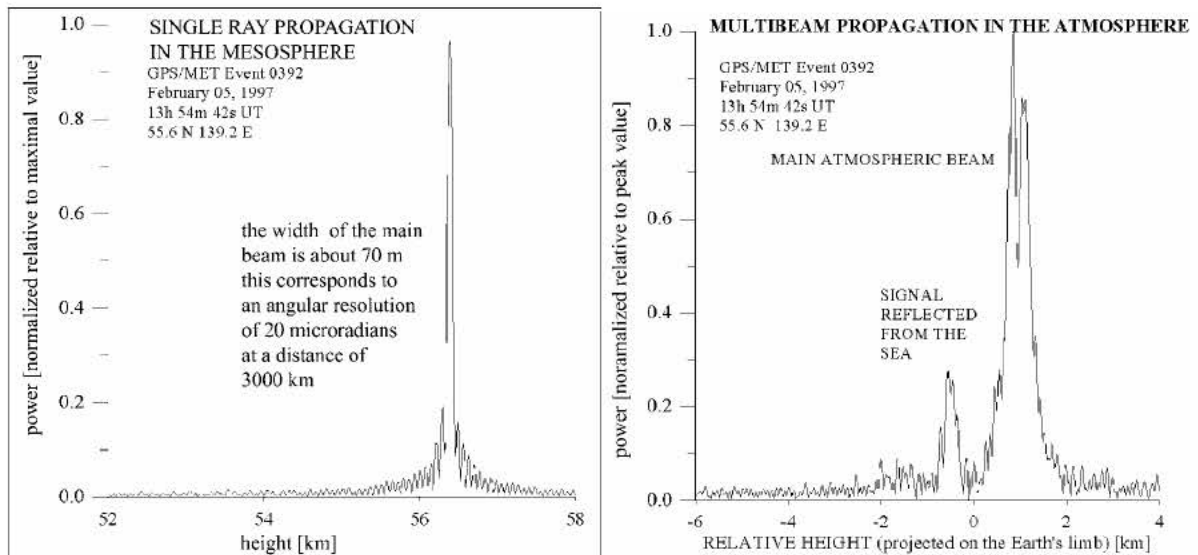 SINGLE RAY PROPAGATION
IN THE MESOSPHERE
GPS/MET Event 0392
February 05, 1997
13h 54m 42s UT
55.6 N 139.2 E
the width of the main
beam is about 70 m
this corresponds to
an angular resolution
of 20 microradians
at a distance of
3000 km
power [normalized relative to maximal value]
1.0
0.8
0.6
0.4
0.2
0.0
52
54
56
58
height [km]
MULTIBEAM PROPAGATION IN THE ATMOSPHERE
GPS/MET Event 0392
February 05, 1997
13h 54m 42s UT
55.6 N 139.2 E
MAIN ATMOSPHERIC BEAM
SIGNAL
REFLECTED
FROM THE
SEA
power [noramalized relative to peak value]
1.0
0.8
0.6
0.4
0.2
0.0
-6
-4
-2
0
2
4
RELATIVE HEIGHT (projected on the Earth's limb) [km]